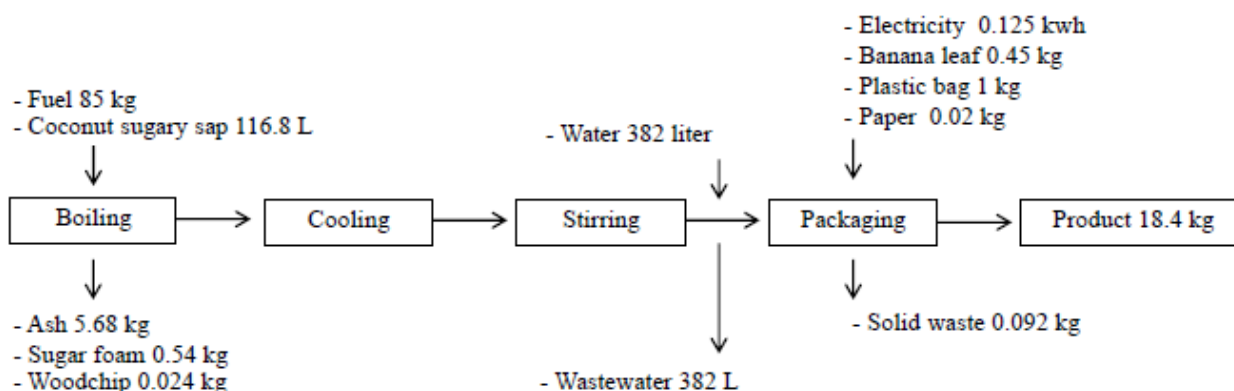 - Electricity 0.125 kwh
- Banana leaf 0.45 kg
- Plastic bag 1 kg
- Paper 0.02 kg
- Fuel 85 kg
- Coconut sugary sap 116.8 L
- Water 382 liter
Boiling
Cooling
Stirring
Packaging
Product 18.4 kg
- Ash 5.68 kg
- Sugar foam 0.54 kg
- Woodchip 0.024 kg
- Solid waste 0.092 kg
- Wastewater 382 L